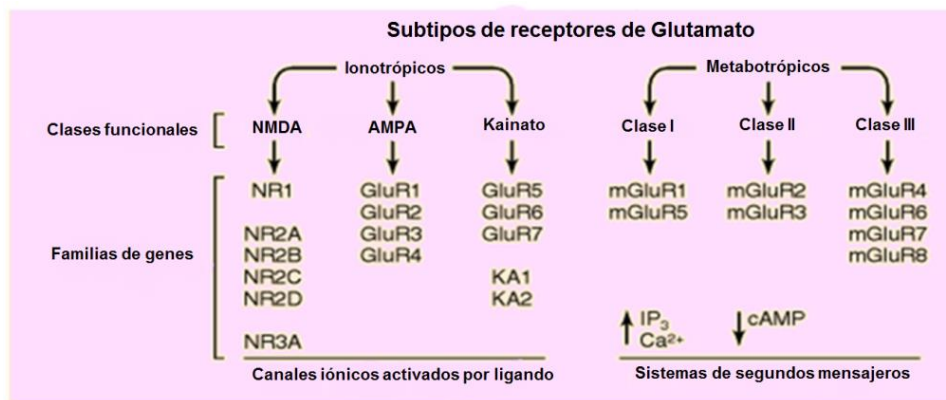 Subtipos de receptores de Glutamato
Ionotrópicos Metabotrópicos
Clases funcionales NMDA AMPA Kainato Clase I Clase II Clase III
NR1 GluR1 GluR5 mGluR1 mGluR2 mGluR4
GluR2 GluR6 mGluR5 mGluR3 mGluR6
NR2A GluR3 GluR7 mGluR7
Familias de genes NR2B GluR4 mGluR8
NR2C KA1
NR2D KA2
IP3 cAMP
NR3A Ca2+
Canales iónicos activados por ligando Sistemas de segundos mensajeros